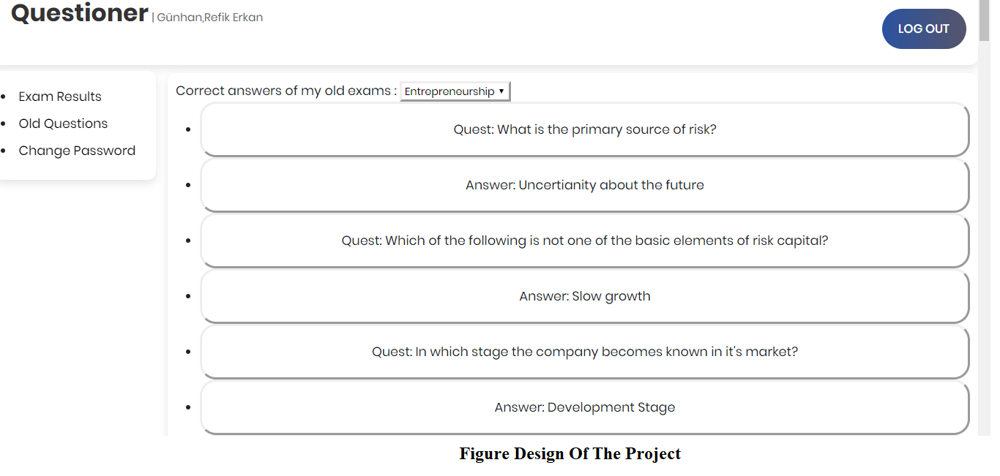 Questioner | Günhan,Refik Erkan
LOG OUT
Exam Results
Old Questions
Change Password
Correct answers of my old exams : Entrepreneurship
Quest: What is the primary source of risk?
Answer: Uncertianity about the future
Quest: Which of the following is not one of the basic elements of risk capital?
Answer: Slow growth
Quest: In which stage the company becomes known in it's market?
Answer: Development Stage
Figure Design Of The Project